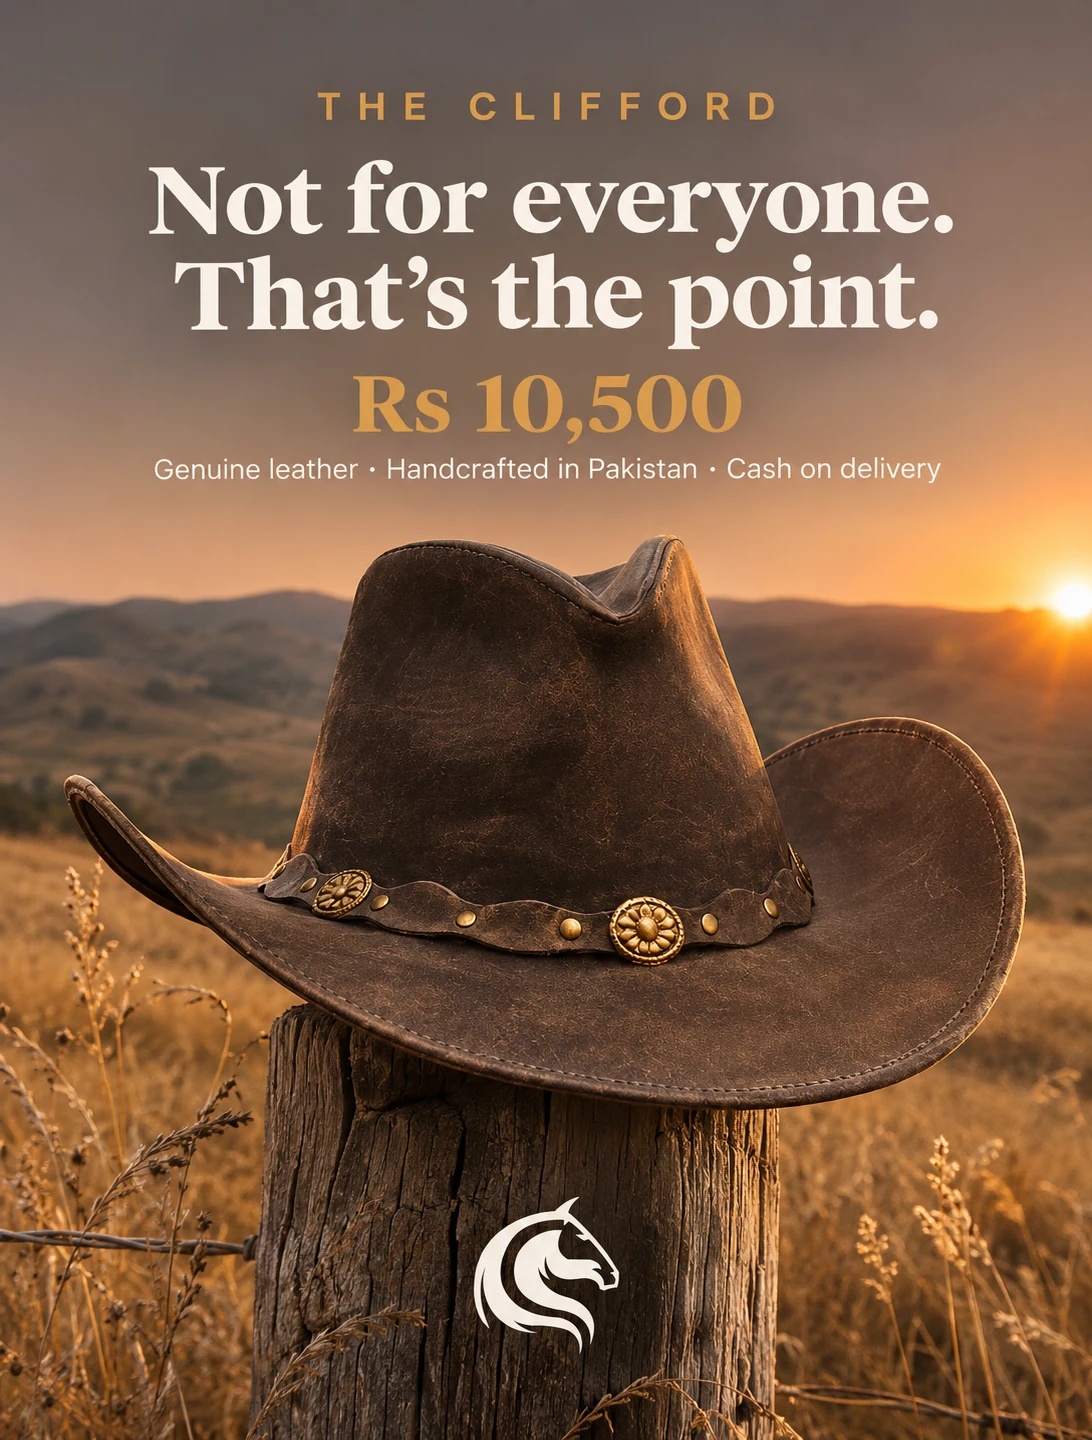 THE CLIFFORD
Not for everyone.
That’s the point.
Rs 10,500
Genuine leather · Handcrafted in Pakistan · Cash on delivery